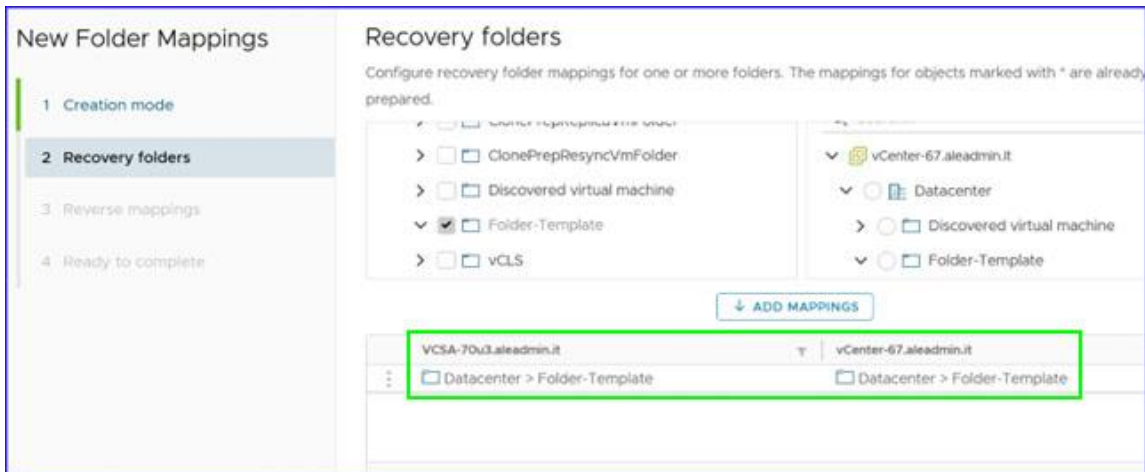 New Folder Mappings
1 Creation mode
2 Recovery folders
3 Reverse mappings
4 Ready to complete
Recovery folders
Configure recovery folder mappings for one or more folders. The mappings for objects marked with * are already
prepared.
ClonePrepResyncVmFolder
Discovered virtual machine
Folder-Template
vCLS
vCenter-67.aleadmin.it
Datacenter
Discovered virtual machine
Folder-Template
ADD MAPPINGS
VCSA-70u3.aleadmin.it
vCenter-67.aleadmin.it
Datacenter > Folder-Template
Datacenter > Folder-Template